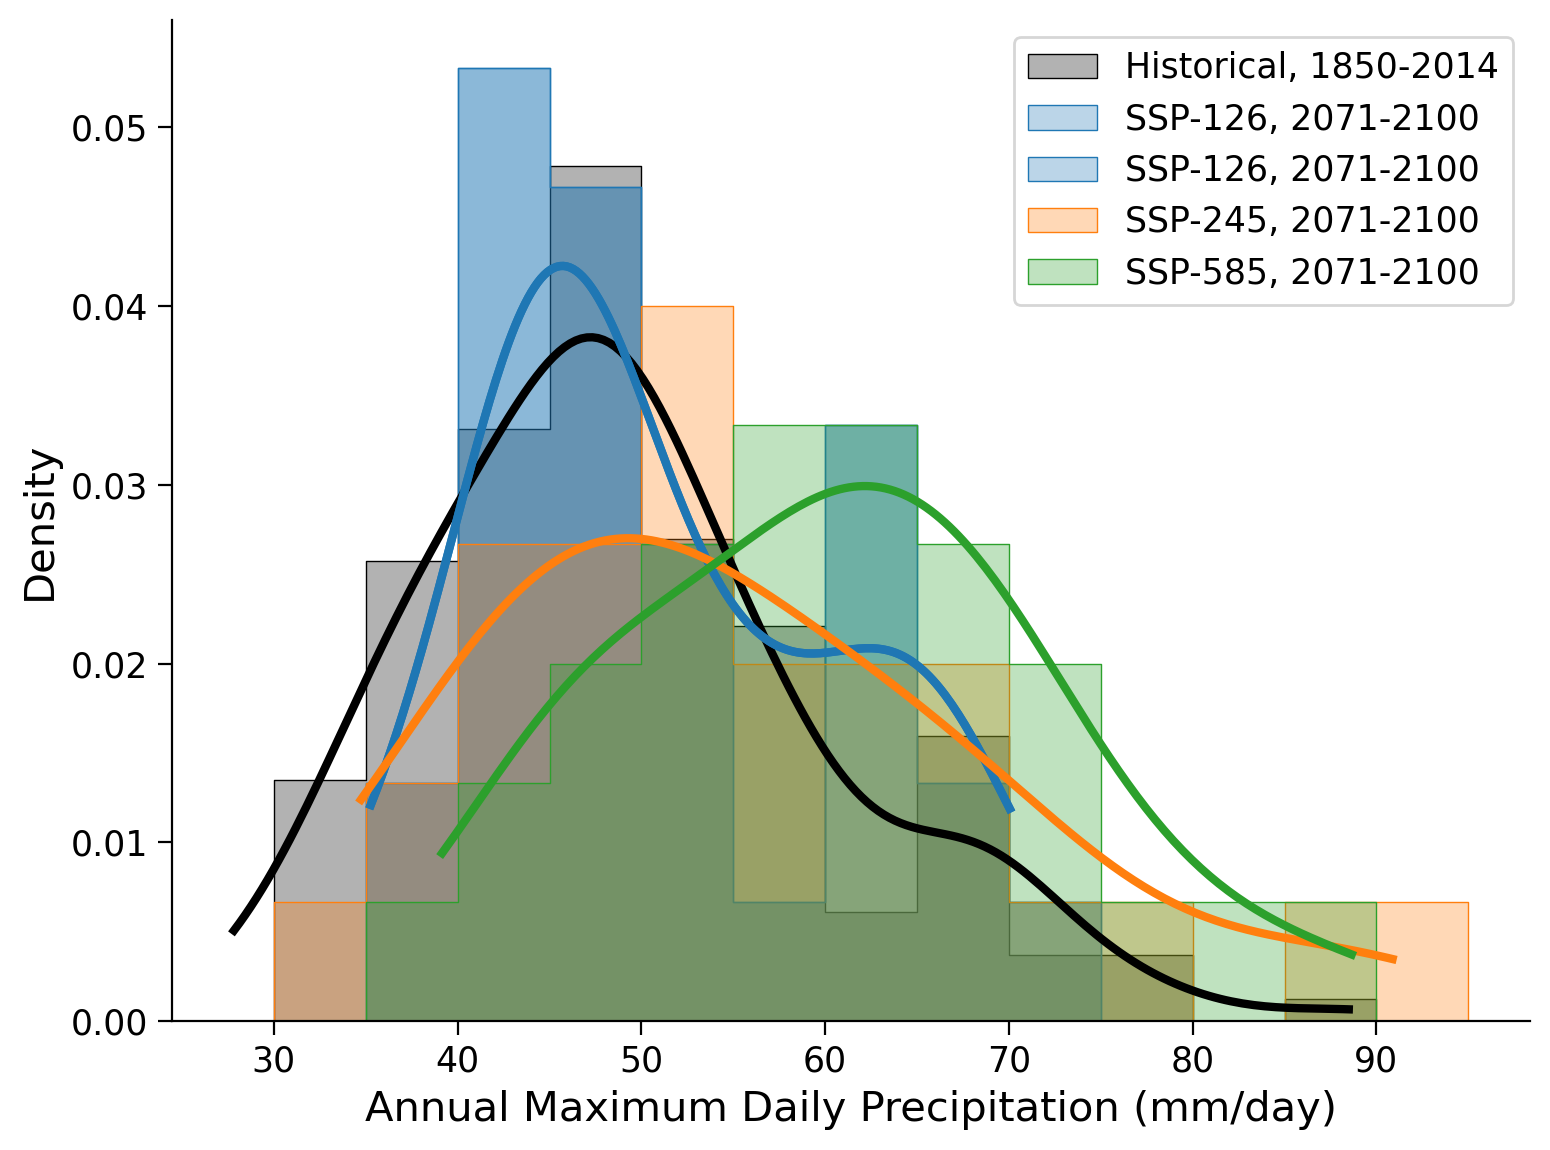 Historical, 1850-2014
SSP-126, 2071-2100
SSP-126, 2071-2100
SSP-245, 2071-2100
SSP-585, 2071-2100
Density
0.05
0.04
0.03
0.02
0.01
0.00
30 40 50 60 70 80 90
Annual Maximum Daily Precipitation (mm/day)